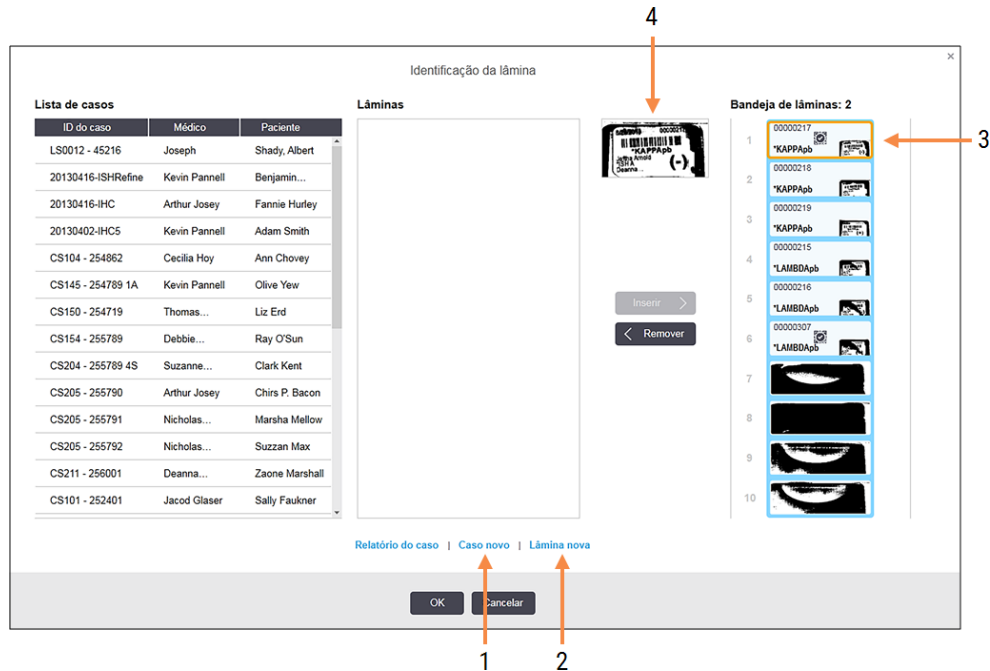 4
×
Identificação da lâmina
Lista de casos
Lâminas
Bandeja de lâminas: 2
ID do caso Médico Paciente
LS0012 - 45216 Joseph Shady, Albert
20130416-ISHRefine Kevin Pannell Benjamin...
20130416-IHC Arthur Josey Fannie Hurley
20130402-IHC5 Kevin Pannell Adam Smith
CS104 - 254862 Cecilia Hoy Ann Chovey
CS145 - 254789 1A Kevin Pannell Olive Yew
CS150 - 254719 Thomas... Liz Erd
CS154 - 255789 Debbie... Ray O'Sun
CS204 - 255789 4S Suzanne... Clark Kent
CS205 - 255790 Arthur Josey Chirs P. Bacon
CS205 - 255791 Nicholas... Marsha Mellow
CS205 - 255792 Nicholas... Suzzan Max
CS211 - 256001 Deanna... Zaone Marshall
CS101 - 252401 Jacod Glaser Sally Faukner
*KAPPApb
Jeftha Arnold
*ISH A
Deanna ...
(-)
Inserir
Remover
1 00000217
*KAPPApb
3
2 00000218
*KAPPApb
3 00000219
*KAPPApb
4 00000215
*LAMBDApb
5 00000216
*LAMBDApb
6 00000307
*LAMBDApb
7
8
9
10
Relatório do caso | Caso novo | Lâmina nova
OK Cancelar
1 2